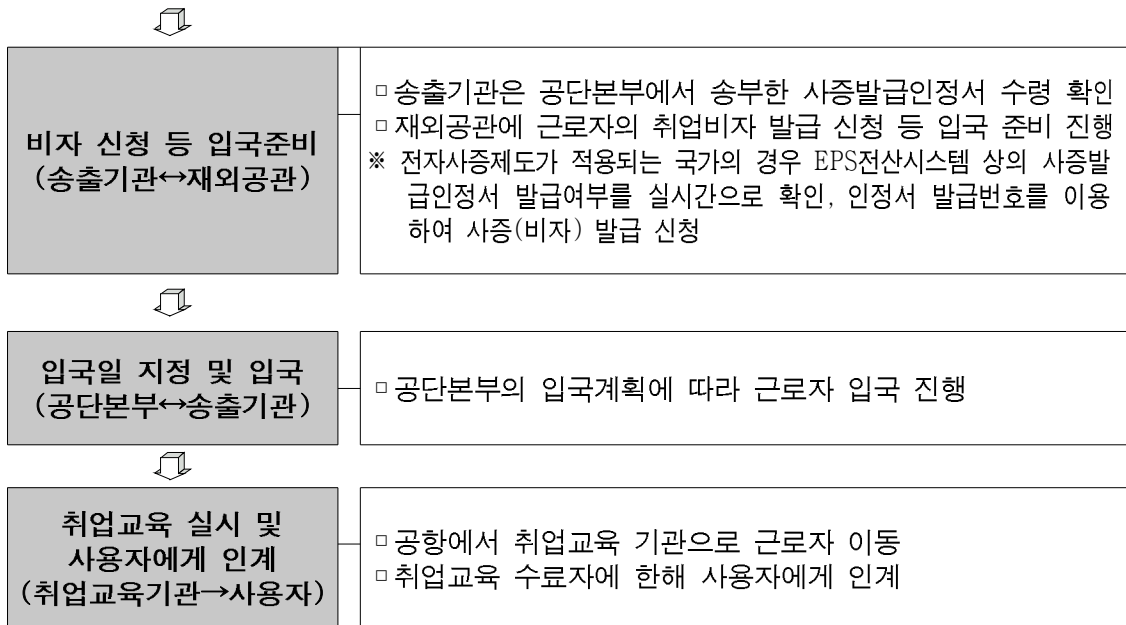 비자 신청 등 입국준비
(송출기관↔재외공관)
□ 송출기관은 공단본부에서 송부한 사증발급인정서 수령 확인
□ 재외공관에 근로자의 취업비자 발급 신청 등 입국 준비 진행
※ 전자사증제도가 적용되는 국가의 경우 EPS전산시스템 상의 사증발
급인정서 발급여부를 실시간으로 확인, 인정서 발급번호를 이용
하여 사증(비자) 발급 신청
입국일 지정 및 입국
(공단본부↔송출기관)
□ 공단본부의 입국계획에 따라 근로자 입국 진행
취업교육 실시 및
사용자에게 인계
(취업교육기관→사용자)
□ 공항에서 취업교육 기관으로 근로자 이동
□ 취업교육 수료자에 한해 사용자에게 인계